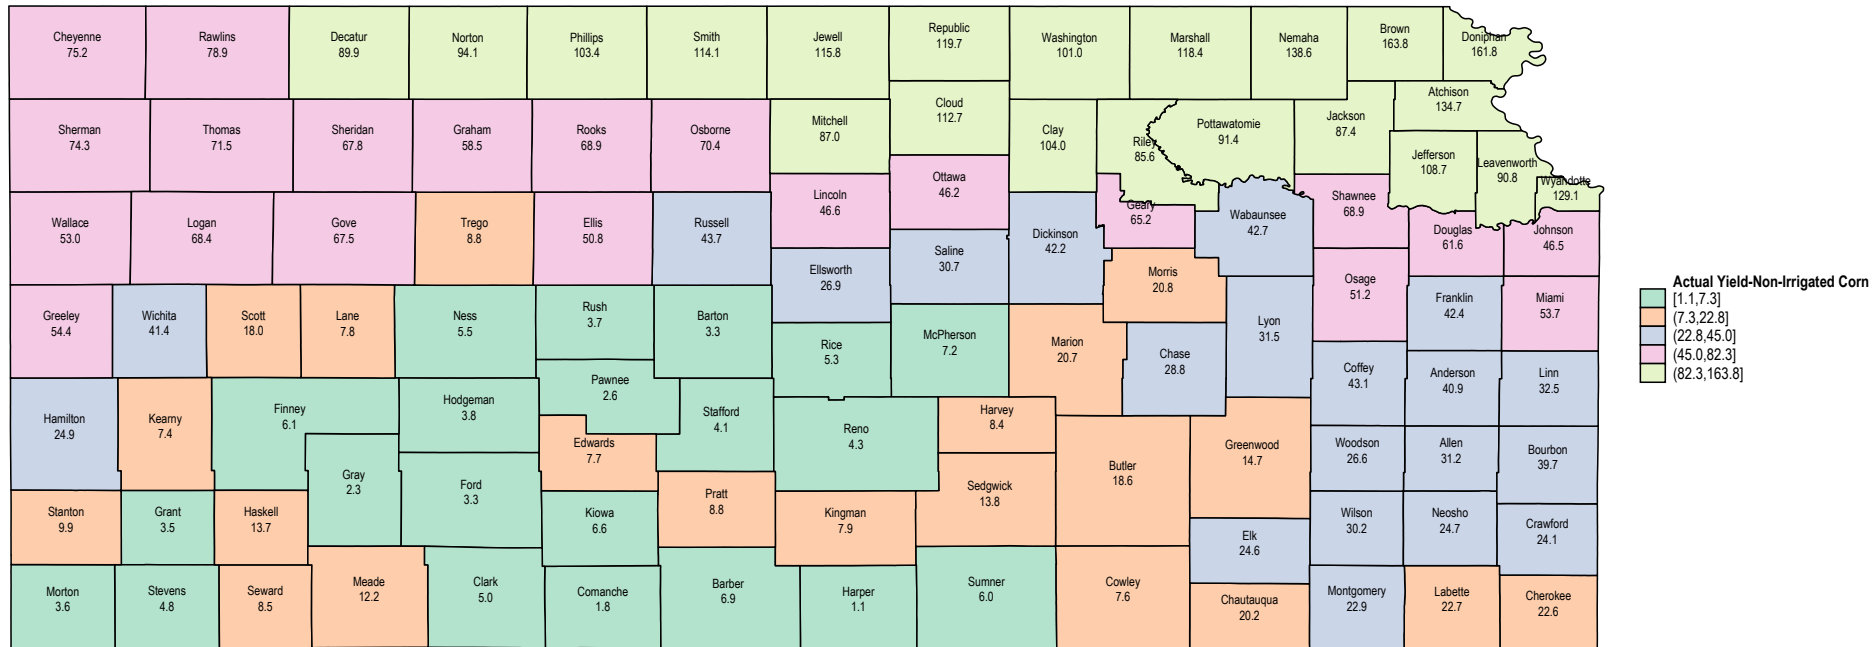 Cheyenne
75.2
Rawlins
78.9
Decatur
89.9
Norton
94.1
Phillips
103.4
Smith
114.1
Jewell
115.8
Republic
119.7
Washington
101.0
Marshall
118.4
Nemaha
138.6
Brown
163.8
Doniphan
161.8
Sherman
74.3
Thomas
71.5
Sheridan
67.8
Graham
58.5
Rooks
68.9
Osborne
70.4
Mitchell
87.0
Cloud
112.7
Clay
104.0
Riley
85.6
Pottawatomie
91.4
Jackson
87.4
Atchison
134.7
Jefferson
108.7
Leavenworth
90.8
Wyandotte
129.1
Wallace
53.0
Logan
68.4
Gove
67.5
Trego
8.8
Ellis
50.8
Russell
43.7
Lincoln
46.6
Ottawa
46.2
Saline
30.7
Dickinson
42.2
Geary
65.2
Wabaunsee
42.7
Shawnee
68.9
Douglas
61.6
Johnson
46.5
Greeley
54.4
Wichita
41.4
Scott
18.0
Lane
7.8
Ness
5.5
Rush
3.7
Barton
3.3
Ellsworth
26.9
Rice
5.3
McPherson
7.2
Marion
20.7
Morris
20.8
Chase
28.8
Lyon
31.5
Osage
51.2
Franklin
42.4
Miami
53.7
Actual Yield-Non-Irrigated Corn
[1.1,7.3]
(7.3,22.8]
(22.8,45.0]
(45.0,82.3]
(82.3,163.8]
Hamilton
24.9
Kearny
7.4
Finney
6.1
Hodgeman
3.8
Pawnee
2.6
Stafford
4.1
Edwards
7.7
Reno
4.3
Harvey
8.4
Butler
18.6
Greenwood
14.7
Coffey
43.1
Anderson
40.9
Linn
32.5
Woodson
26.6
Allen
31.2
Bourbon
39.7
Gray
2.3
Ford
3.3
Stanton
9.9
Grant
3.5
Haskell
13.7
Kiowa
6.6
Pratt
8.8
Kingman
7.9
Sedgwick
13.8
Elk
24.6
Wilson
30.2
Neosho
24.7
Crawford
24.1
Morton
3.6
Stevens
4.8
Seward
8.5
Meade
12.2
Clark
5.0
Comanche
1.8
Barber
6.9
Harper
1.1
Sumner
6.0
Cowley
7.6
Chautauqua
20.2
Montgomery
22.9
Labette
22.7
Cherokee
22.6